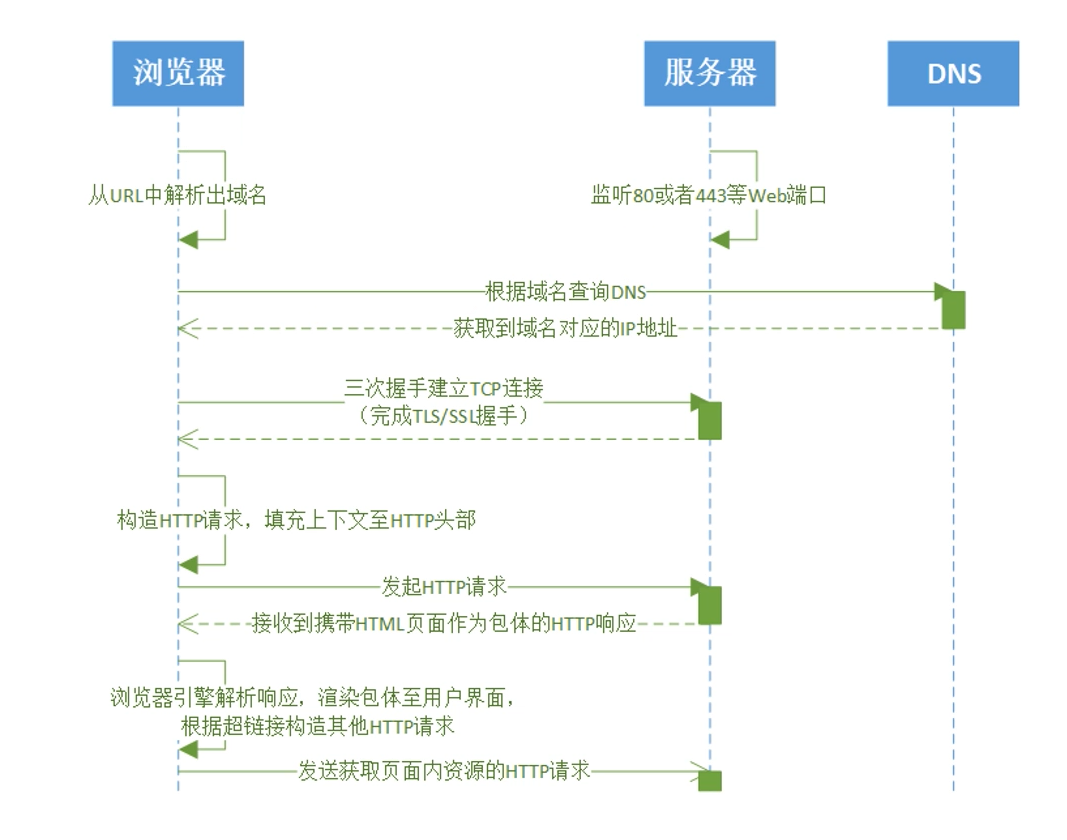 浏览器
服务器
DNS
从URL中解析出域名
监听80或者443等Web端口
根据域名查询DNS
获取到域名对应的IP地址
三次握手建立TCP连接
（完成TLS/SSL握手）
构造HTTP请求，填充上下文至HTTP头部
发起HTTP请求
接收到携带HTML页面作为包体的HTTP响应
浏览器引擎解析响应，渲染包体至用户界面，
根据超链接构造其他HTTP请求
发送获取页面内资源的HTTP请求